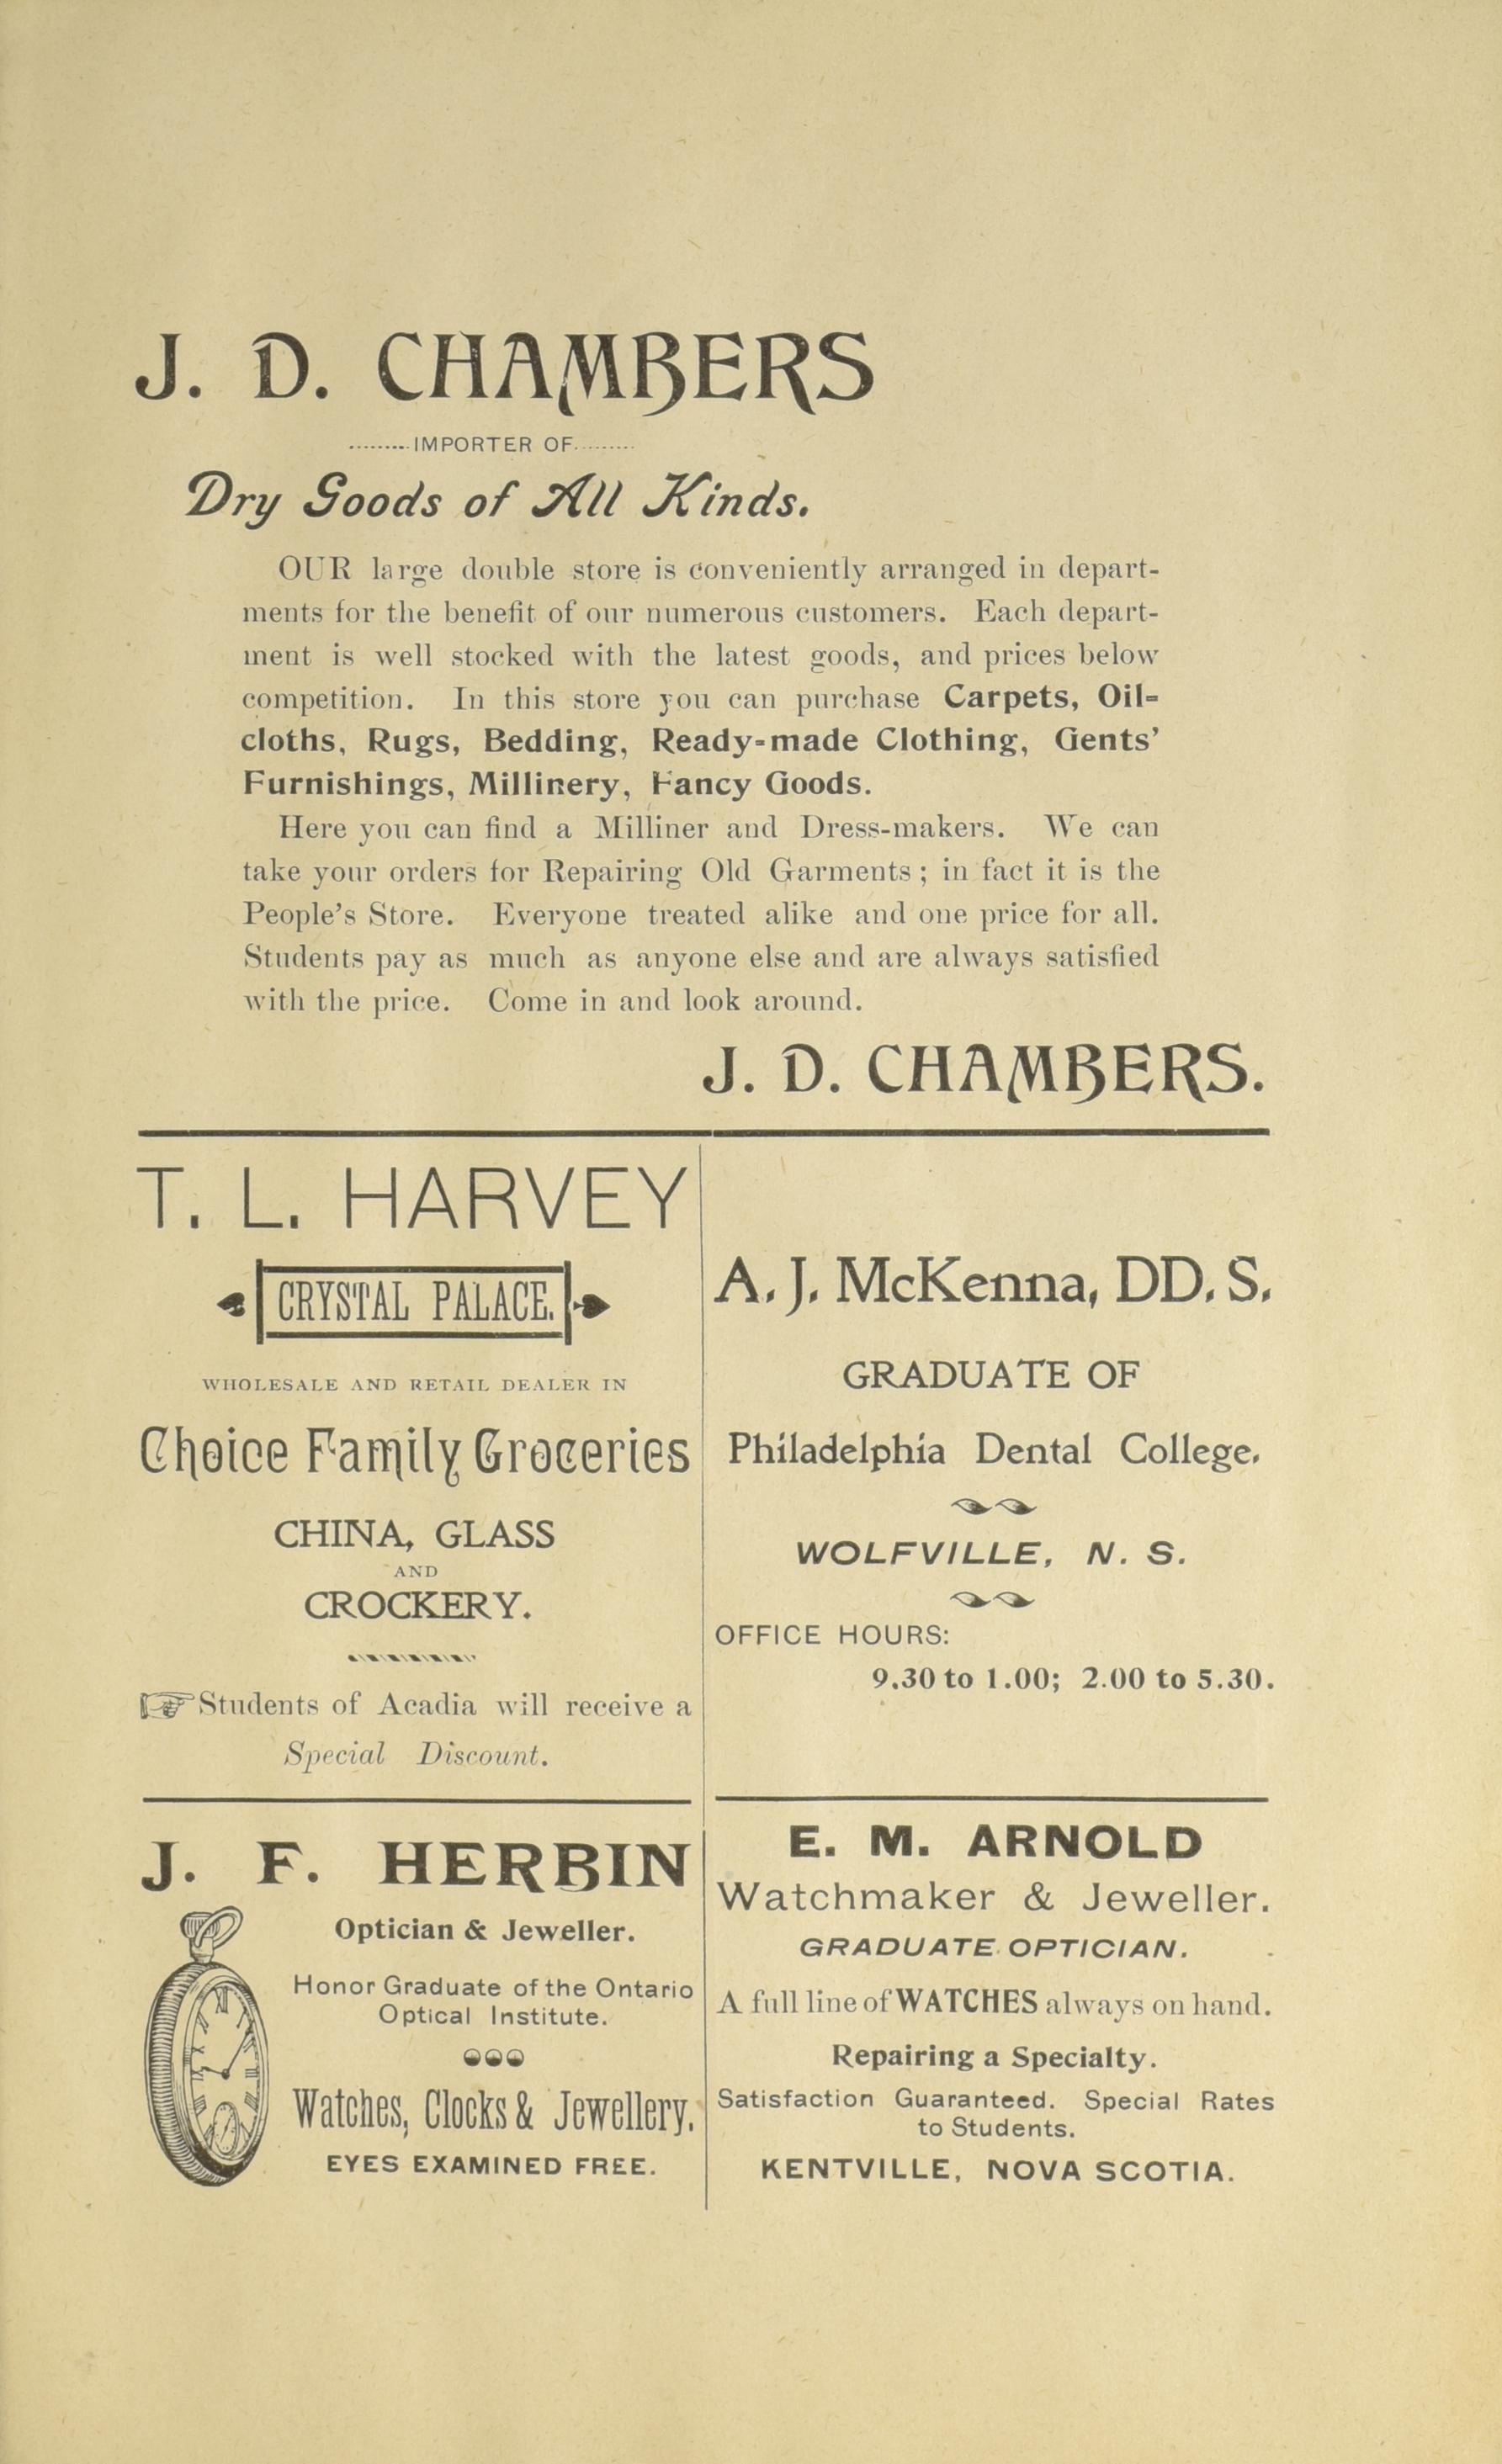 J. D. CHAMBERS
.........IMPORTER OF.........
Dry Goods of All Kinds.
OUR large double store is conveniently arranged in depart-
ments for the benefit of our numerous customers. Each depart-
ment is well stocked with the latest goods, and prices below
competition. In this store you can purchase Carpets, Oil-
cloths, Rugs, Bedding, Ready-made Clothing, Gents'
Furnishings, Millinery, Fancy Goods.
Here you can find a Milliner and Dress-makers. We can
take your orders for Repairing Old Garments; in fact it is the
People's Store. Everyone treated alike and one price for all.
Students pay as much as anyone else and are always satisfied
with the price. Come in and look around.
J. D. CHAMBERS.
T. L. HARVEY
CRYSTAL PALACE.
WHOLESALE AND RETAIL DEALER IN
Choice Family Groceries
CHINA, GLASS
AND
CROCKERY.
☞Students of Acadia will receive a
Special Discount.
A. J. McKenna, DD. S.
GRADUATE OF
Philadelphia Dental College.
WOLFVILLE, N. S.
OFFICE HOURS:
9.30 to 1.00; 2.00 to 5.30.
J. F. HERBIN
Optician & Jeweller.
Honor Graduate of the Ontario
Optical Institute.
Watches, Clocks & Jewellery.
EYES EXAMINED FREE.
E. M. ARNOLD
Watchmaker & Jeweller.
GRADUATE OPTICIAN.
A full line of WATCHES always on hand.
Repairing a Specialty.
Satisfaction Guaranteed. Special Rates
to Students.
KENTVILLE, NOVA SCOTIA.